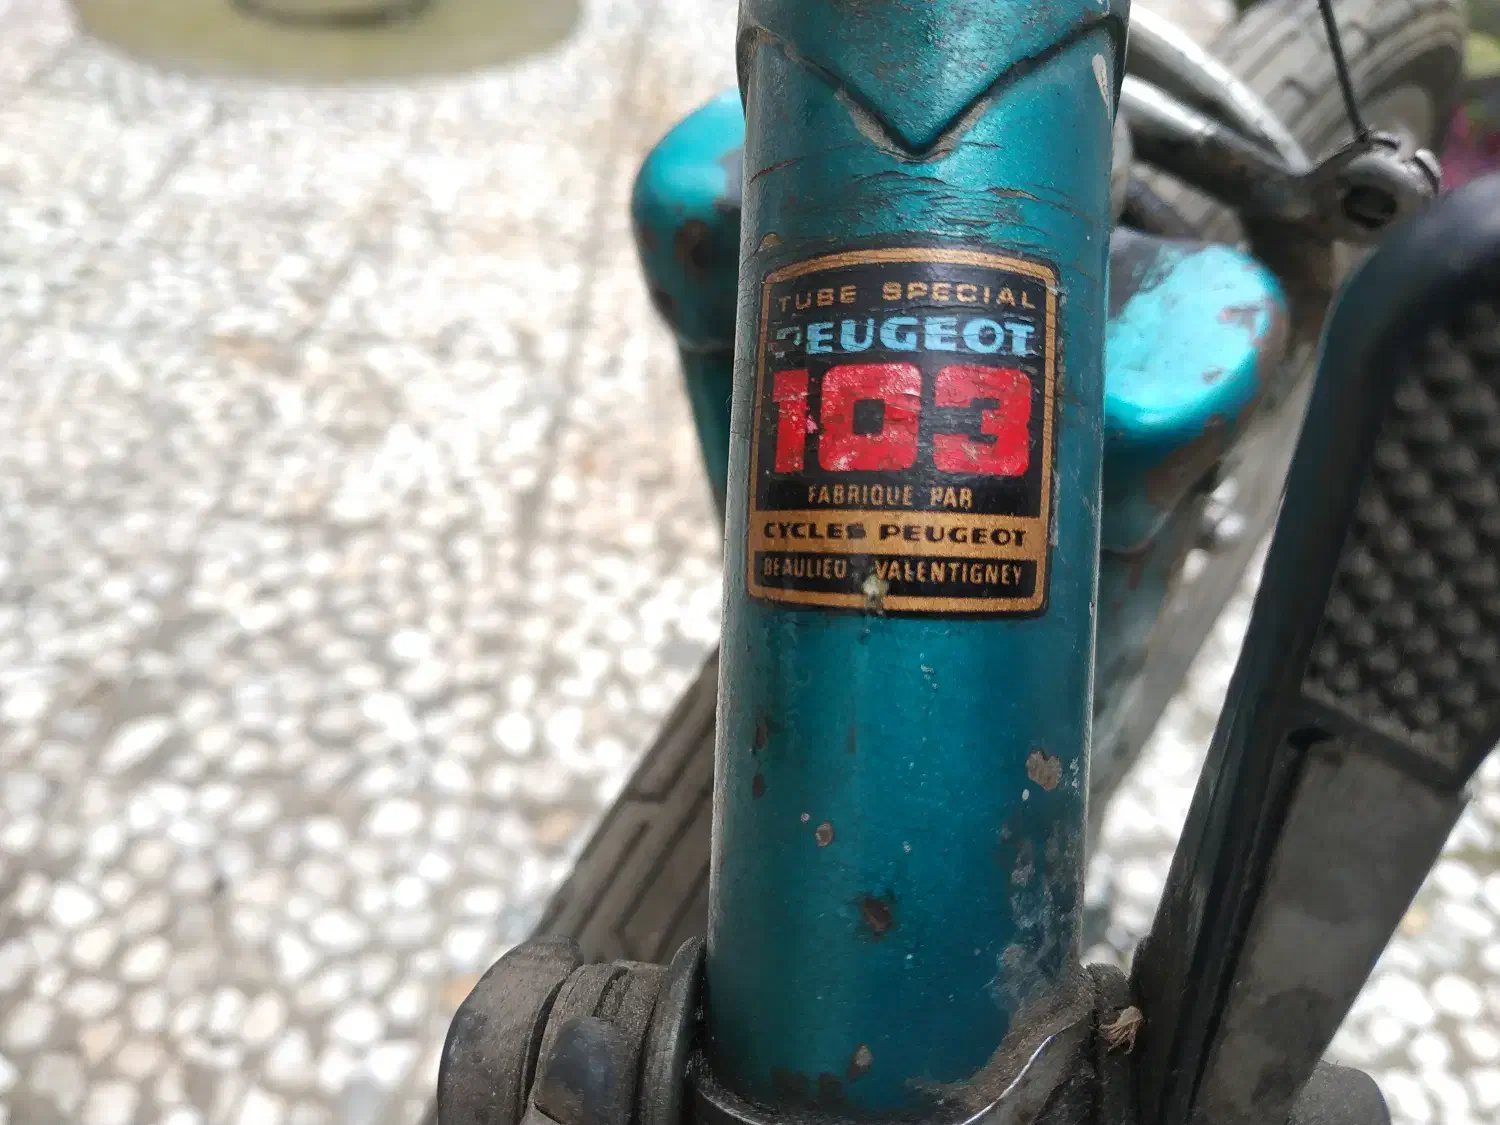 TUBE SPECIAL
PEUGEOT
103
FABRIQUE PAR
CYCLES PEUGEOT
BEAULIEU VALENTIGNEY